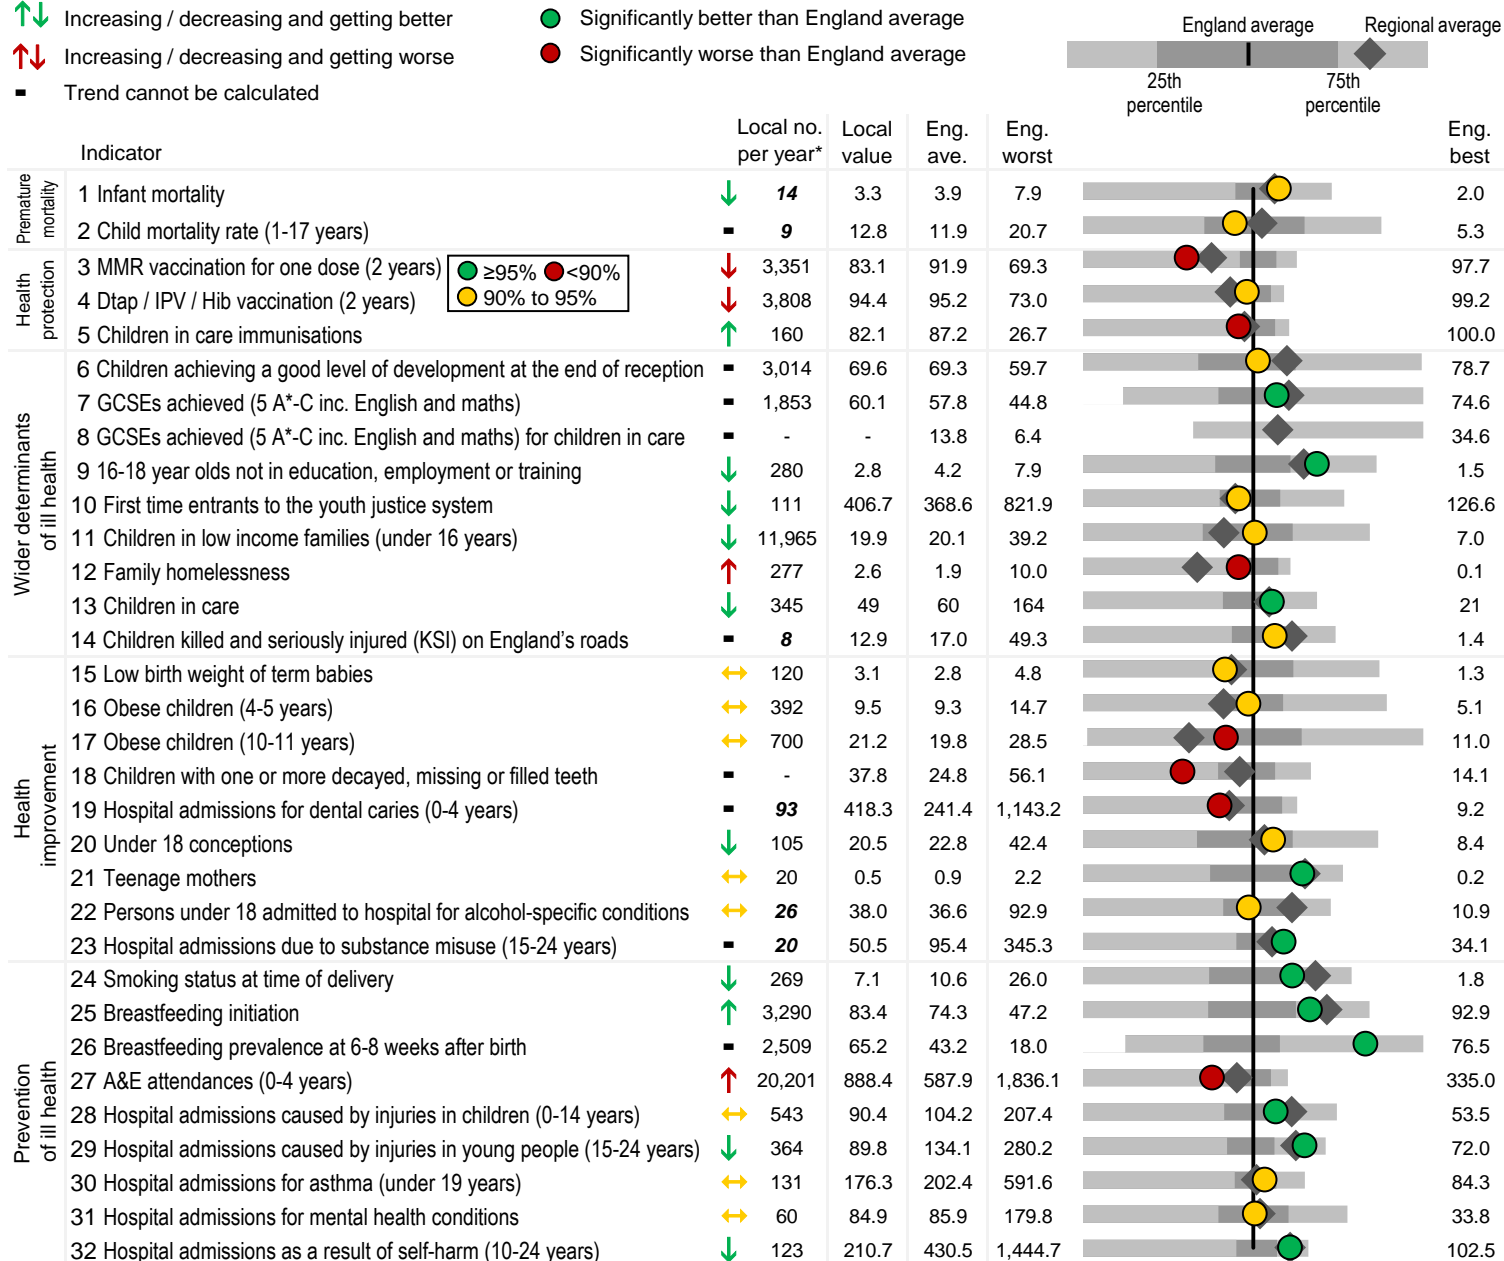 ↑↓ Increasing / decreasing and getting better
Significantly better than England average
↑↓ Increasing / decreasing and getting worse
Significantly worse than England average
- Trend cannot be calculated
England average Regional average
25th percentile 75th percentile
Indicator Local no. per year* Local value Eng. ave. Eng. worst Eng. best
Premature mortality
1 Infant mortality ↓ 14 3.3 3.9 7.9 2.0
2 Child mortality rate (1-17 years) - 9 12.8 11.9 20.7 5.3
Health protection
3 MMR vaccination for one dose (2 years) ↓ 3,351 83.1 91.9 69.3 97.7
≥95% <90%
90% to 95%
4 Dtap / IPV / Hib vaccination (2 years) ↓ 3,808 94.4 95.2 73.0 99.2
5 Children in care immunisations ↑ 160 82.1 87.2 26.7 100.0
Wider determinants of ill health
6 Children achieving a good level of development at the end of reception - 3,014 69.6 69.3 59.7 78.7
7 GCSEs achieved (5 A*-C inc. English and maths) - 1,853 60.1 57.8 44.8 74.6
8 GCSEs achieved (5 A*-C inc. English and maths) for children in care - - - 13.8 6.4 34.6
9 16-18 year olds not in education, employment or training ↓ 280 2.8 4.2 7.9 1.5
10 First time entrants to the youth justice system ↓ 111 406.7 368.6 821.9 126.6
11 Children in low income families (under 16 years) ↓ 11,965 19.9 20.1 39.2 7.0
12 Family homelessness ↑ 277 2.6 1.9 10.0 0.1
13 Children in care ↓ 345 49 60 164 21
14 Children killed and seriously injured (KSI) on England's roads - 8 12.9 17.0 49.3 1.4
Health improvement
15 Low birth weight of term babies ↔ 120 3.1 2.8 4.8 1.3
16 Obese children (4-5 years) ↔ 392 9.5 9.3 14.7 5.1
17 Obese children (10-11 years) ↔ 700 21.2 19.8 28.5 11.0
18 Children with one or more decayed, missing or filled teeth - - 37.8 24.8 56.1 14.1
19 Hospital admissions for dental caries (0-4 years) - 93 418.3 241.4 1,143.2 9.2
20 Under 18 conceptions ↓ 105 20.5 22.8 42.4 8.4
21 Teenage mothers ↔ 20 0.5 0.9 2.2 0.2
22 Persons under 18 admitted to hospital for alcohol-specific conditions ↔ 26 38.0 36.6 92.9 10.9
23 Hospital admissions due to substance misuse (15-24 years) - 20 50.5 95.4 345.3 34.1
Prevention of ill health
24 Smoking status at time of delivery ↓ 269 7.1 10.6 26.0 1.8
25 Breastfeeding initiation ↑ 3,290 83.4 74.3 47.2 92.9
26 Breastfeeding prevalence at 6-8 weeks after birth - 2,509 65.2 43.2 18.0 76.5
27 A&E attendances (0-4 years) ↑ 20,201 888.4 587.9 1,836.1 335.0
28 Hospital admissions caused by injuries in children (0-14 years) ↔ 543 90.4 104.2 207.4 53.5
29 Hospital admissions caused by injuries in young people (15-24 years) ↓ 364 89.8 134.1 280.2 72.0
30 Hospital admissions for asthma (under 19 years) ↔ 131 176.3 202.4 591.6 84.3
31 Hospital admissions for mental health conditions ↔ 60 84.9 85.9 179.8 33.8
32 Hospital admissions as a result of self-harm (10-24 years) ↓ 123 210.7 430.5 1,444.7 102.5